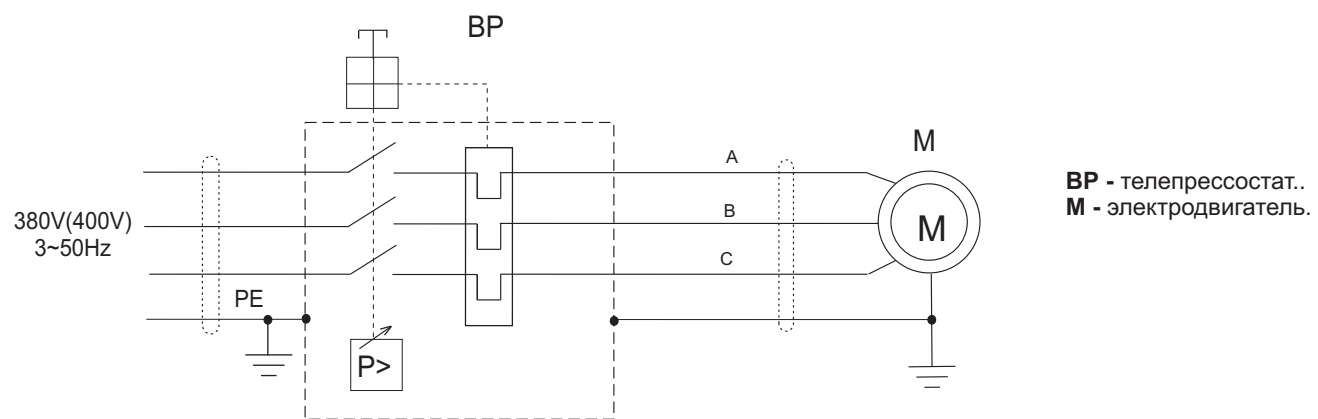 BP
M
A
BP - телепрессостат..
M - электродвигатель.
380V(400V)
3~50Hz
B
M
C
PE
P>